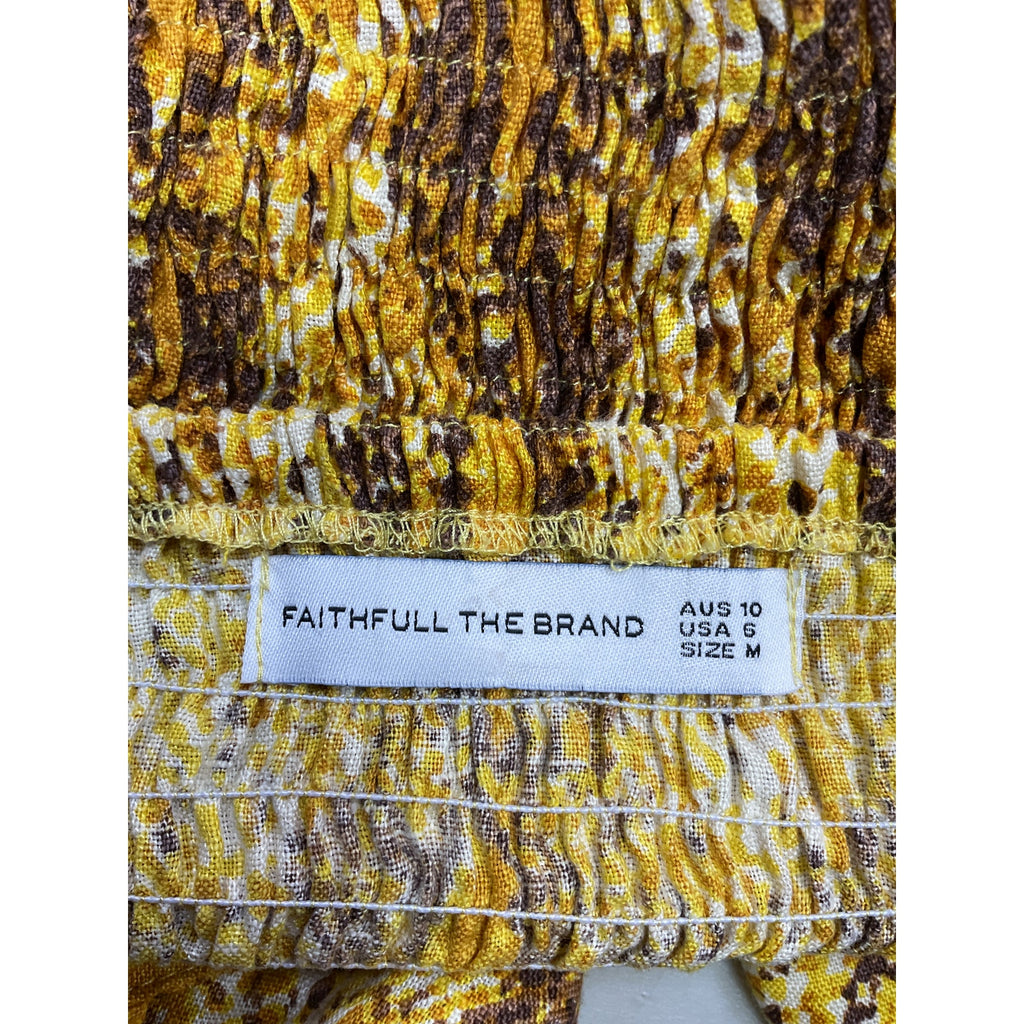 FAITHFULL THE BRAND
AUS 10
USA 6
SIZE M